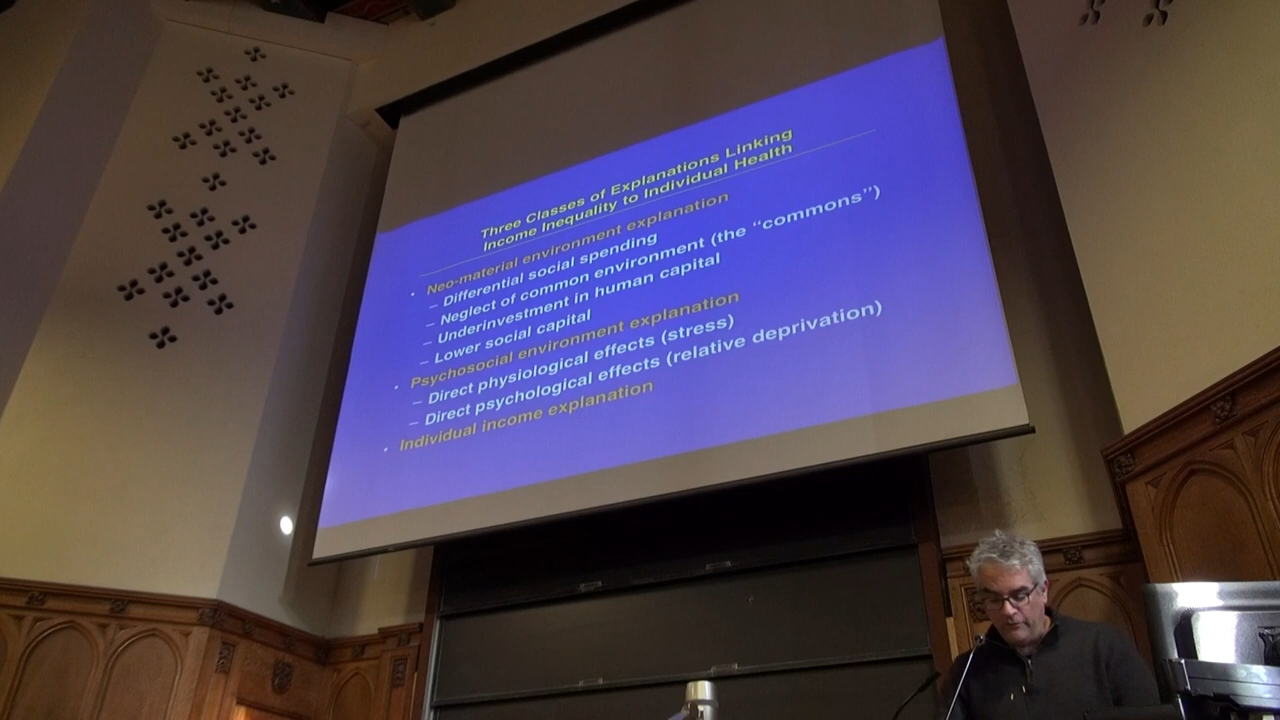 Three Classes of Explanations Linking
Income Inequality to Individual Health
· Neo-material environment explanation
– Differential social spending
– Neglect of common environment (the “commons”)
– Underinvestment in human capital
– Lower social capital
· Psychosocial environment explanation
– Direct physiological effects (stress)
– Direct psychological effects (relative deprivation)
· Individual income explanation